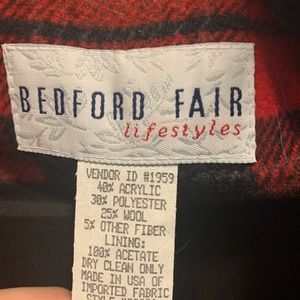 BEDFORD FAIR
lifestyles
VENDOR ID #1959
40% ACRYLIC
30% POLYESTER
25% WOOL
5% OTHER FIBER
LINING:
100% ACETATE
DRY CLEAN ONLY
MADE IN USA OF
IMPORTED FABRIC